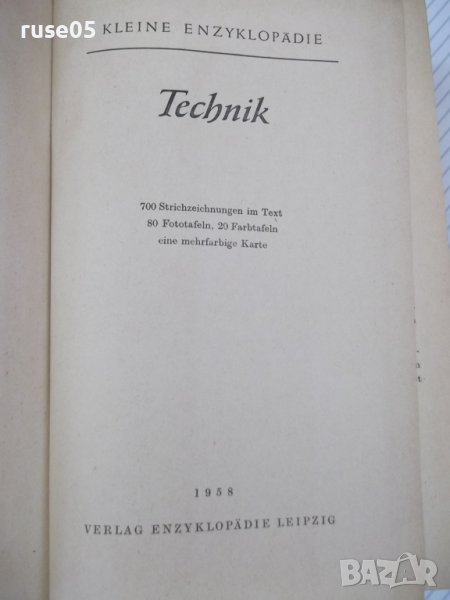 ruse05
KLEINE ENZYKLOPÄDIE
Technik
700 Strichzeichnungen im Text
80 Fototafeln, 20 Farbtafeln
eine mehrfarbige Karte
1958
VERLAG ENZYKLOPÄDIE LEIPZIG
BAZAR